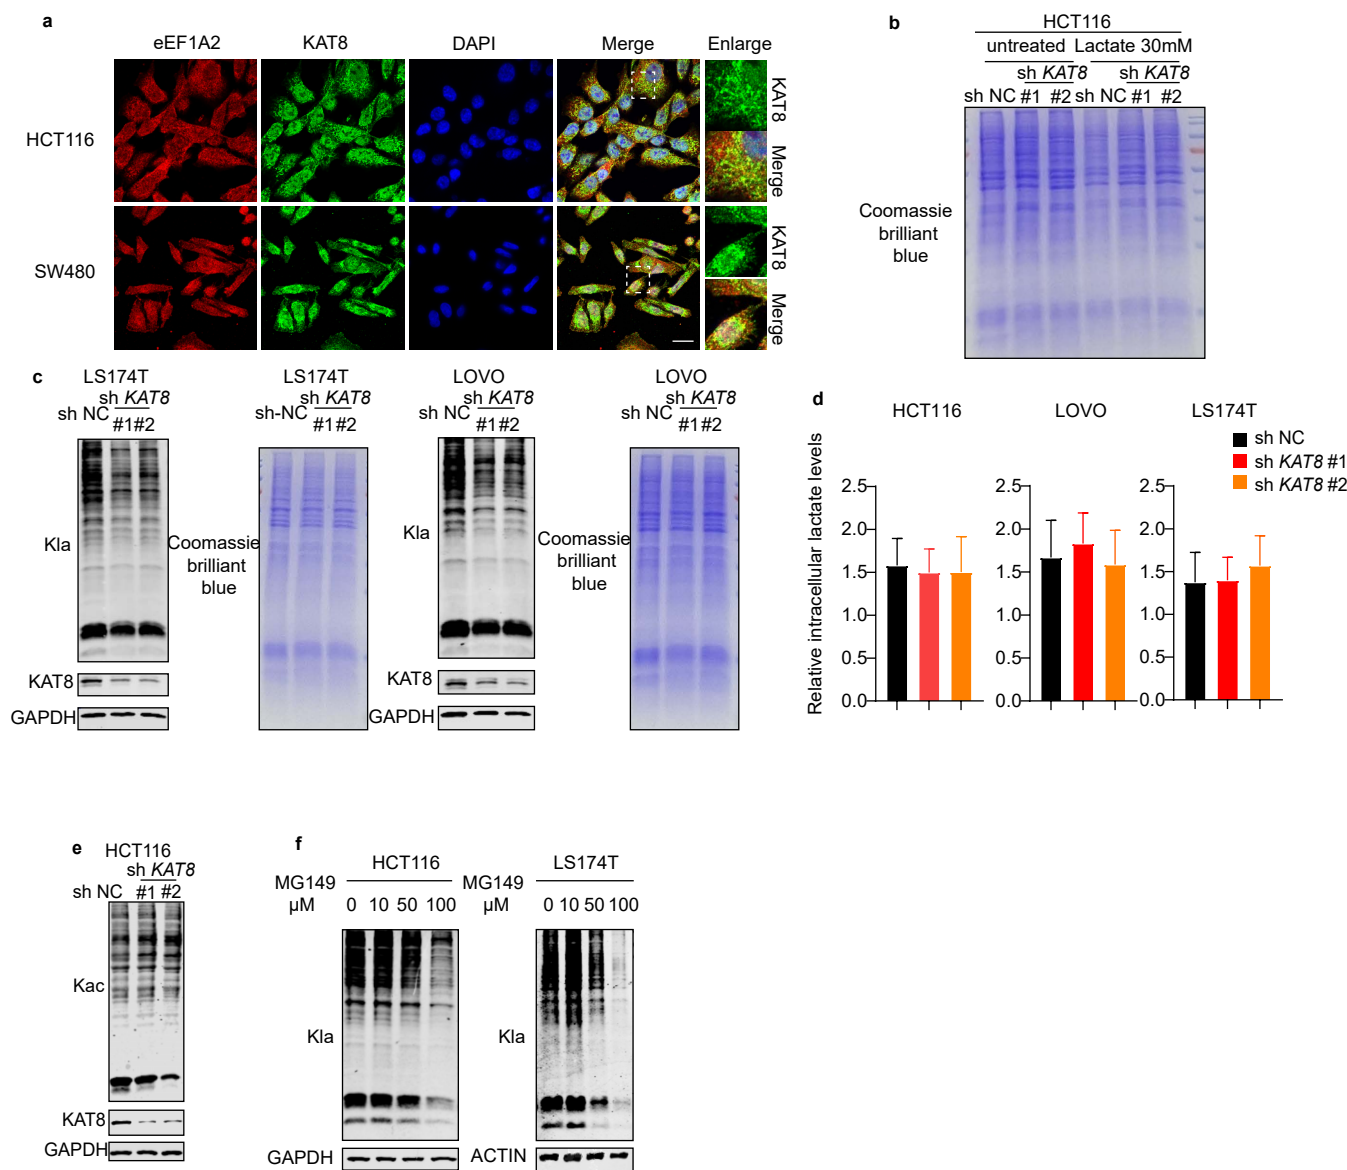 a
eEF1A2 KAT8 DAPI Merge Enlarge
HCT116
KAT8
Merge
SW480
KAT8
Merge
b
HCT116
untreated Lactate 30mM
sh KAT8 sh KAT8
sh NC #1 #2 sh NC #1 #2
Coomassie
brilliant
blue
c
LS174T
sh KAT8
sh NC
#1 #2
Kla
KAT8
GAPDH
LS174T
sh KAT8
sh-NC
#1 #2
Coomassie
brilliant
blue
LOVO
sh KAT8
sh NC
#1 #2
Kla
KAT8
GAPDH
LOVO
sh KAT8
sh NC
#1 #2
Coomassie
brilliant
blue
d
HCT116 LOVO LS174T
sh NC
sh KAT8 #1
sh KAT8 #2
Relative intracellular lactate levels
2.5
2.0
1.5
1.0
0.5
0.0
2.5
2.0
1.5
1.0
0.5
0.0
2.5
2.0
1.5
1.0
0.5
0.0
e
HCT116
sh KAT8
sh NC #1 #2
Kac
KAT8
GAPDH
f
HCT116
MG149
µM 0 10 50 100
Kla
GAPDH
LS174T
MG149
µM 0 10 50 100
Kla
ACTIN